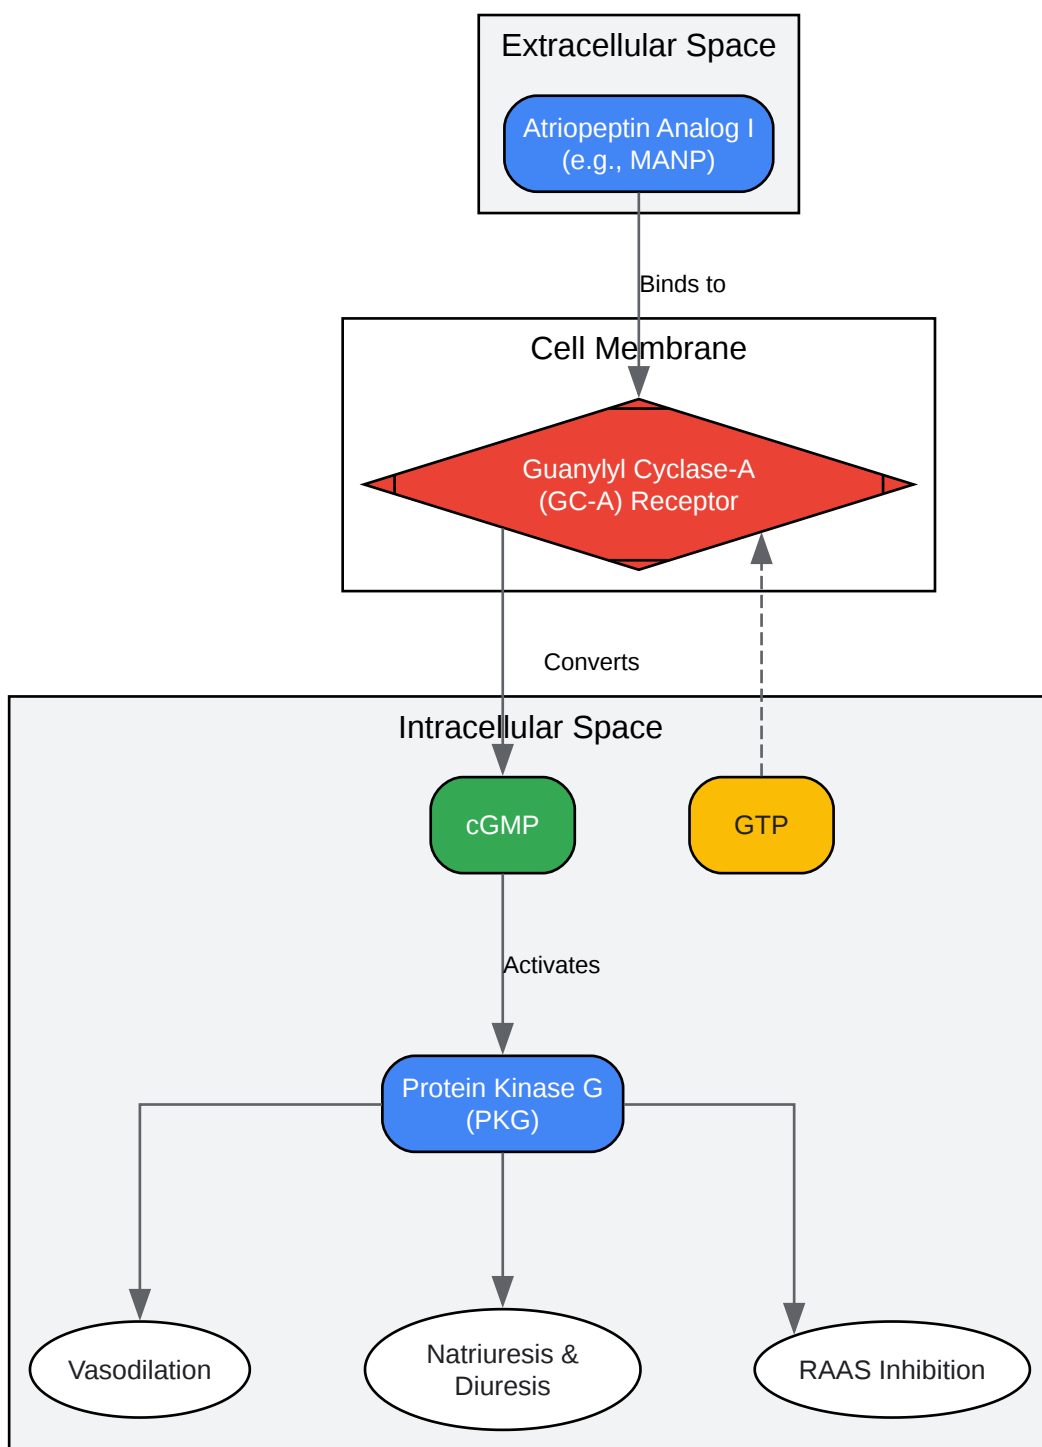 Extracellular Space
Atriopeptin Analog I
(e.g., MANP)
Binds to
Cell Membrane
Guanylyl Cyclase-A
(GC-A) Receptor
Converts
Intracellular Space
cGMP
GTP
Activates
Protein Kinase G
(PKG)
Vasodilation
Natriuresis &
Diuresis
RAAS Inhibition